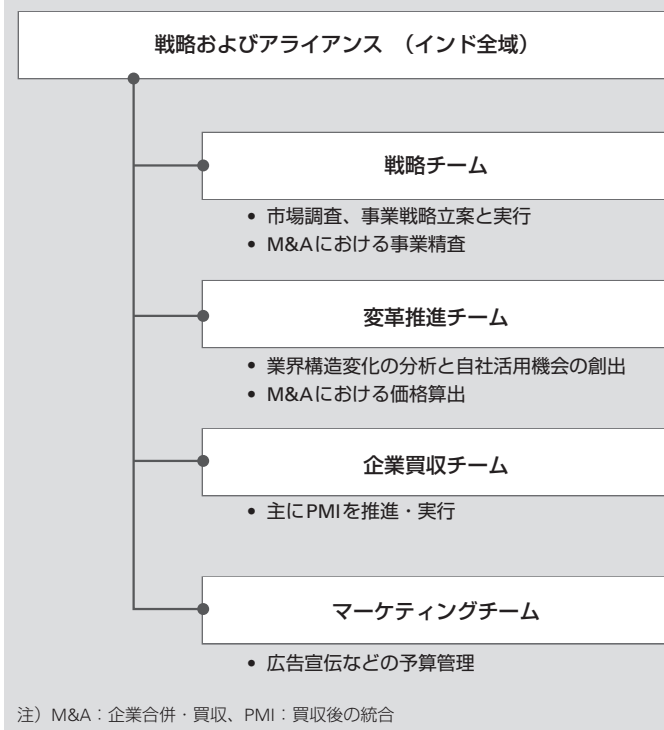 戦略およびアライアンス （インド全域）
戦略チーム
• 市場調査、事業戦略立案と実行
• M&Aにおける事業精査
変革推進チーム
• 業界構造変化の分析と自社活用機会の創出
• M&Aにおける価格算出
企業買収チーム
• 主にPMIを推進・実行
マーケティングチーム
• 広告宣伝などの予算管理
注）M&A：企業合併・買収、PMI：買収後の統合